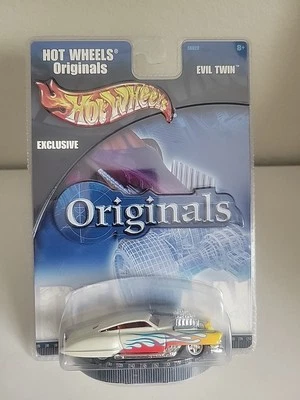 HOT WHEELS®
Originals
EVIL TWIN™
8+
Hot Wheels
EXCLUSIVE
Originals